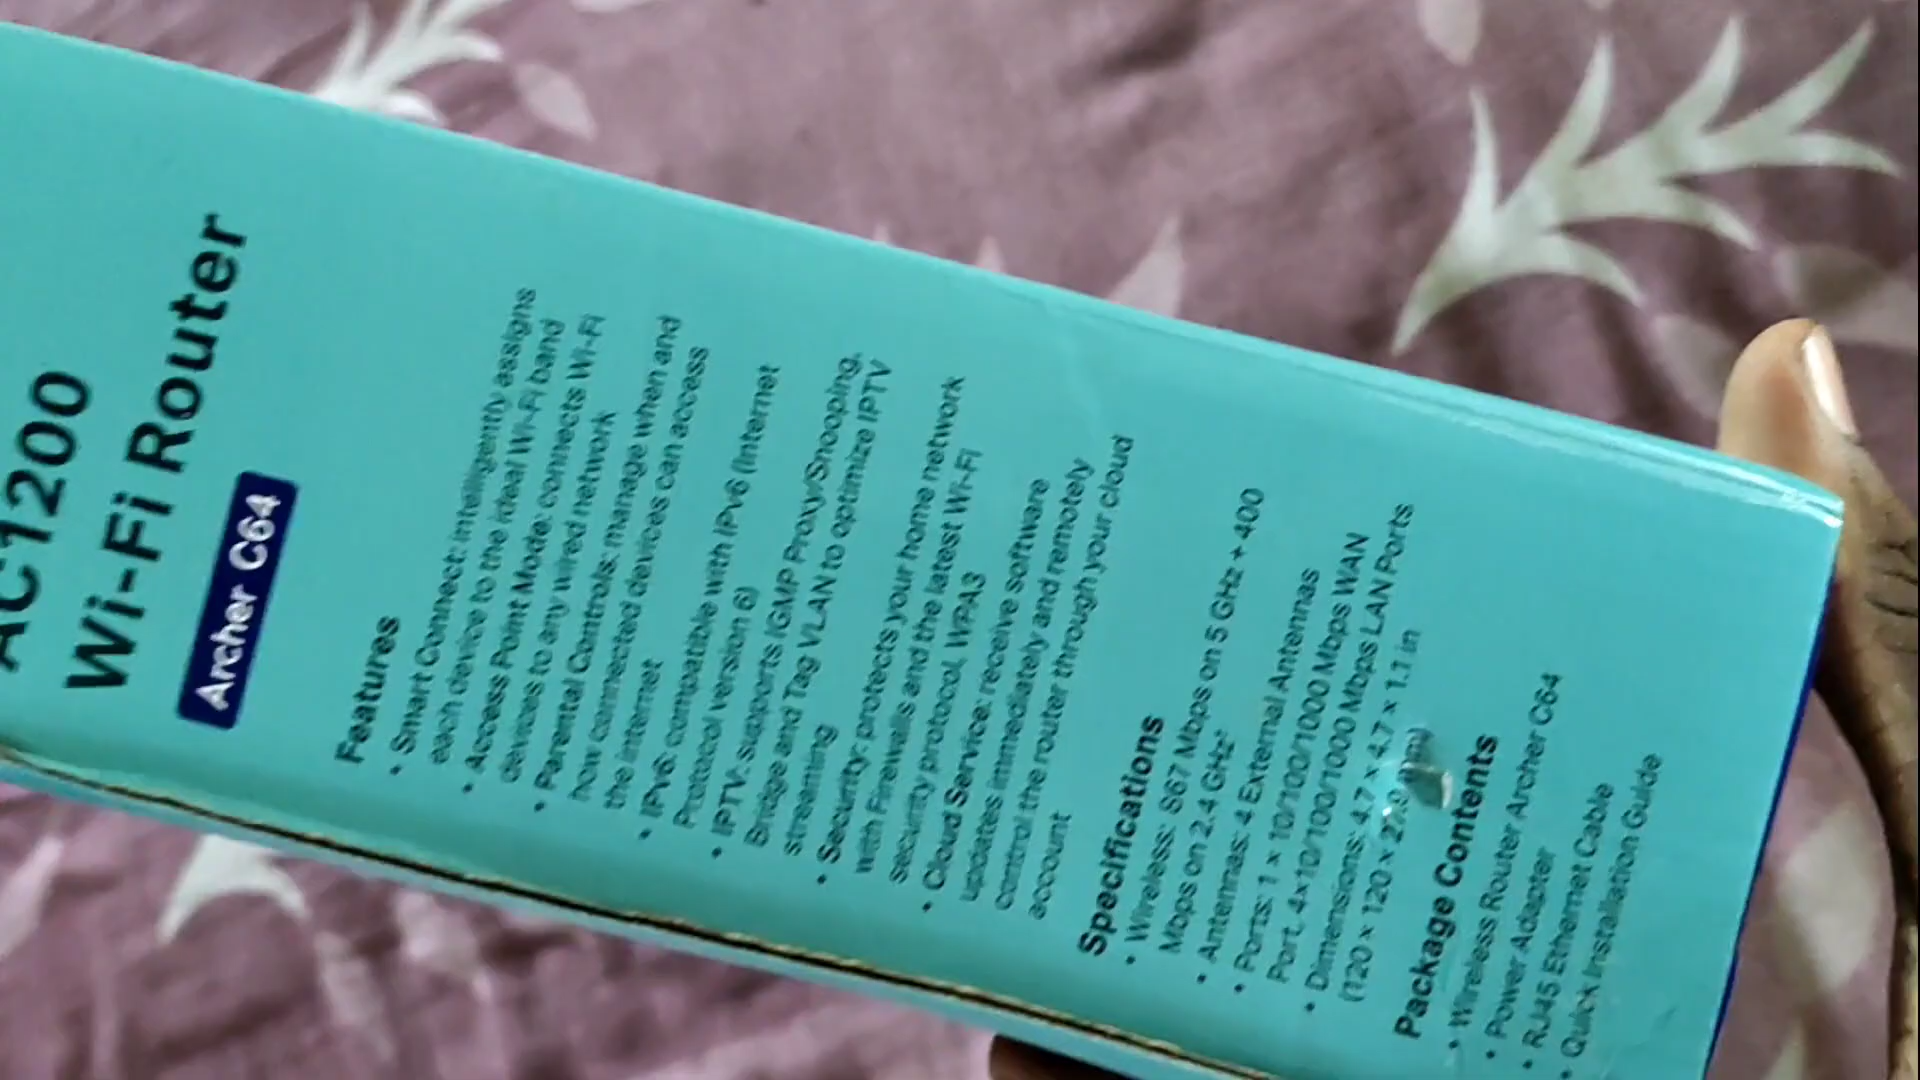 AC1200
Wi-Fi Router
Archer C64
Features
• Smart Connect: intelligently assigns
each device to the ideal Wi-Fi band
• Access Point Mode: connects Wi-Fi
devices to any wired network
• Parental Controls: manage when and
how connected devices can access
the internet
• IPv6: compatible with IPv6 (Internet
Protocol version 6)
• IPTV: supports IGMP Proxy/Snooping,
Bridge and Tag VLAN to optimize IPTV
streaming
• Security: protects your home network
with Firewalls and the latest Wi-Fi
security protocol, WPA3
• Cloud Service: receive software
updates immediately and remotely
control the router through your cloud
account
Specifications
• Wireless: 867 Mbps on 5 GHz + 400
Mbps on 2.4 GHz
• Antennas: 4 External Antennas
• Ports: 1 × 10/100/1000 Mbps WAN
Port, 4×10/100/1000 Mbps LAN Ports
• Dimensions: 4.7 × 4.7 × 1.1 in
(120 × 120 ×
Package Contents
• Wireless Router Archer C64
• Power Adapter
• RJ45 Ethernet Cable
• Quick Installation Guide